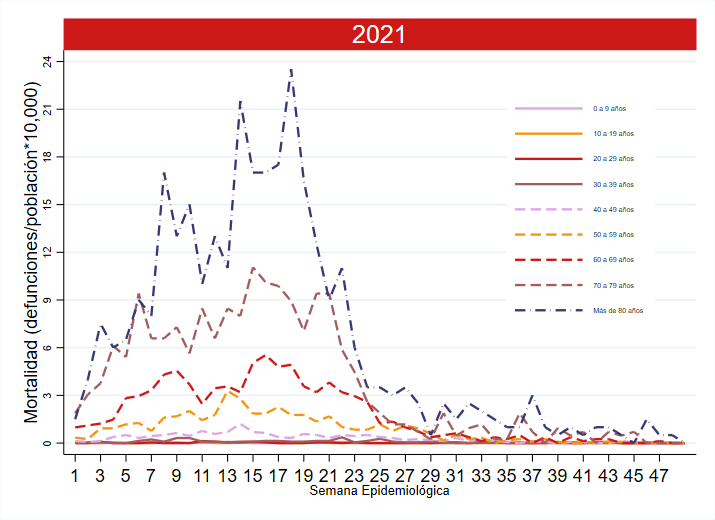 2021
Mortalidad (defunciones/población*10,000)
24
21
18
15
12
9
6
3
0
0 a 9 años
10 a 19 años
20 a 29 años
30 a 39 años
40 a 49 años
50 a 59 años
60 a 69 años
70 a 79 años
Más de 80 años
1 3 5 7 9 11 13 15 17 19 21 23 25 27 29 31 33 35 37 39 41 43 45 47
Semana Epidemiológica